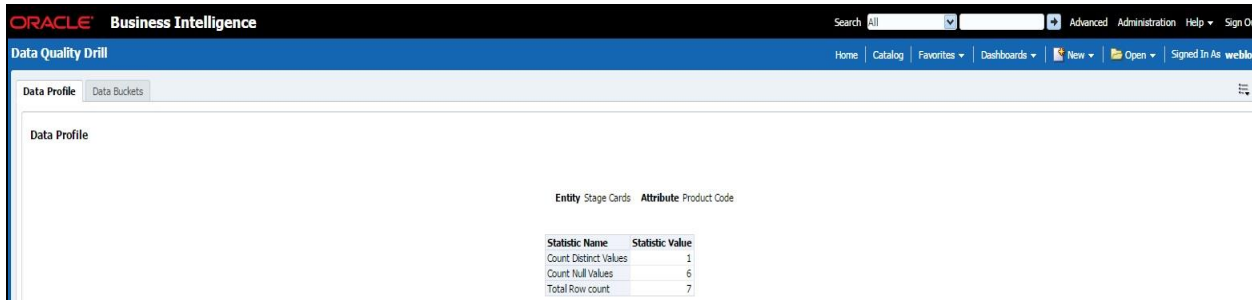 ORACLE Business Intelligence
Search All Advanced Administration Help Sign
Data Quality Drill
Home Catalog Favorites Dashboards New Open Signed In As
Data Profile Data Buckets
Data Profile
Entity Stage Cards Attribute Product Code
Statistic Name Statistic Value
Count Distinct Values 1
Count Null Values 6
Total Row count 7